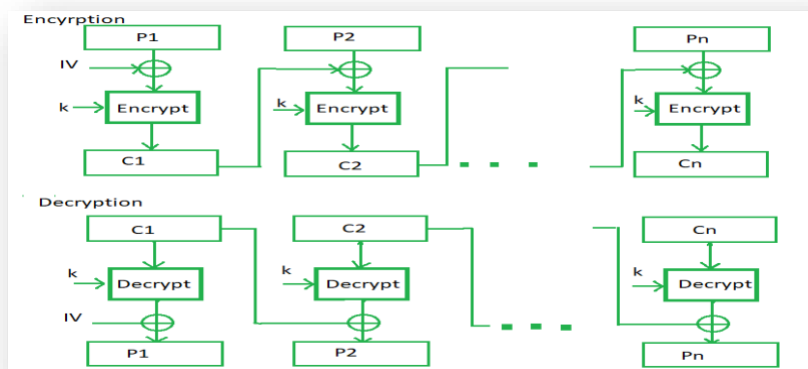 Encyrption
P1 P2 Pn
IV
k Encrypt k Encrypt k Encrypt
C1 C2 Cn
Decryption
C1 C2 Cn
k Decrypt k Decrypt k Decrypt
IV
P1 P2 Pn